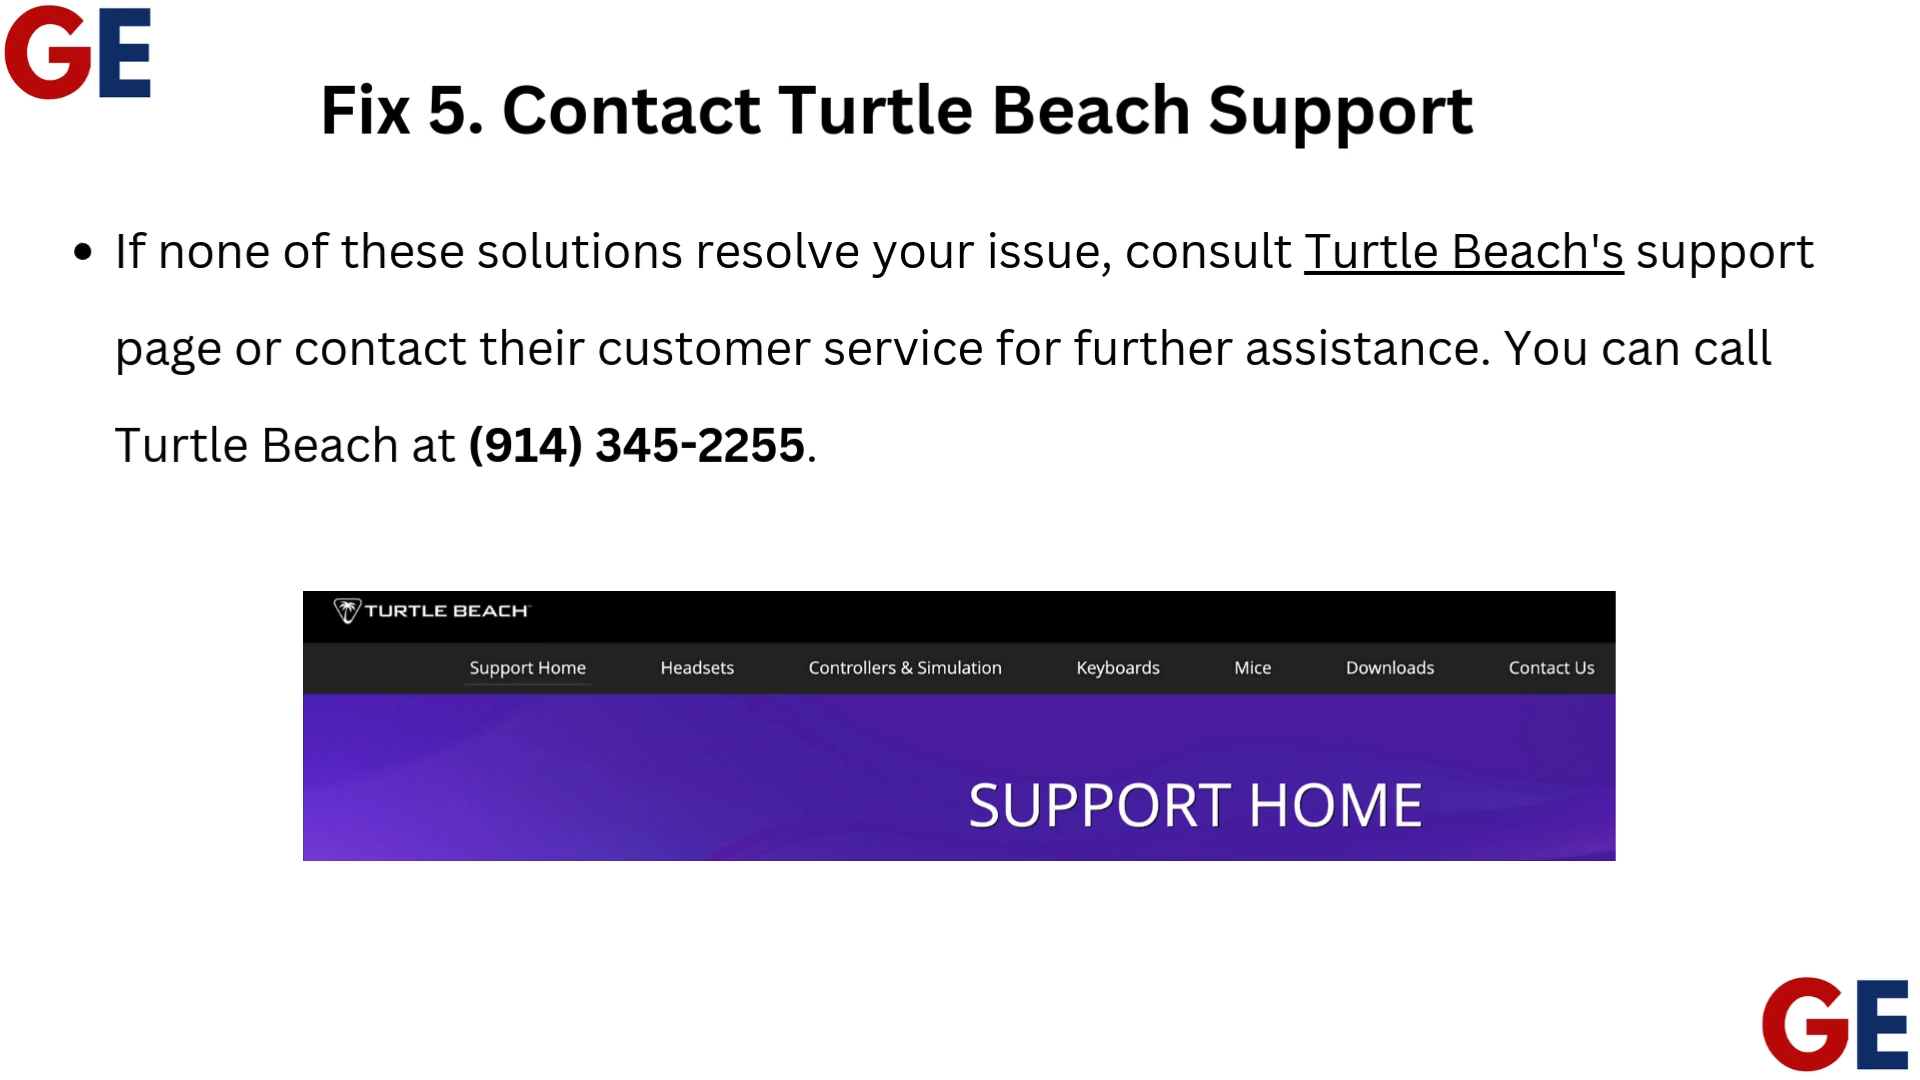 GE
Fix 5. Contact Turtle Beach Support
• If none of these solutions resolve your issue, consult Turtle Beach's support
page or contact their customer service for further assistance. You can call
Turtle Beach at (914) 345-2255.
TURTLE BEACH
Support Home Headsets Controllers & Simulation Keyboards Mice Downloads Contact Us
SUPPORT HOME
GE